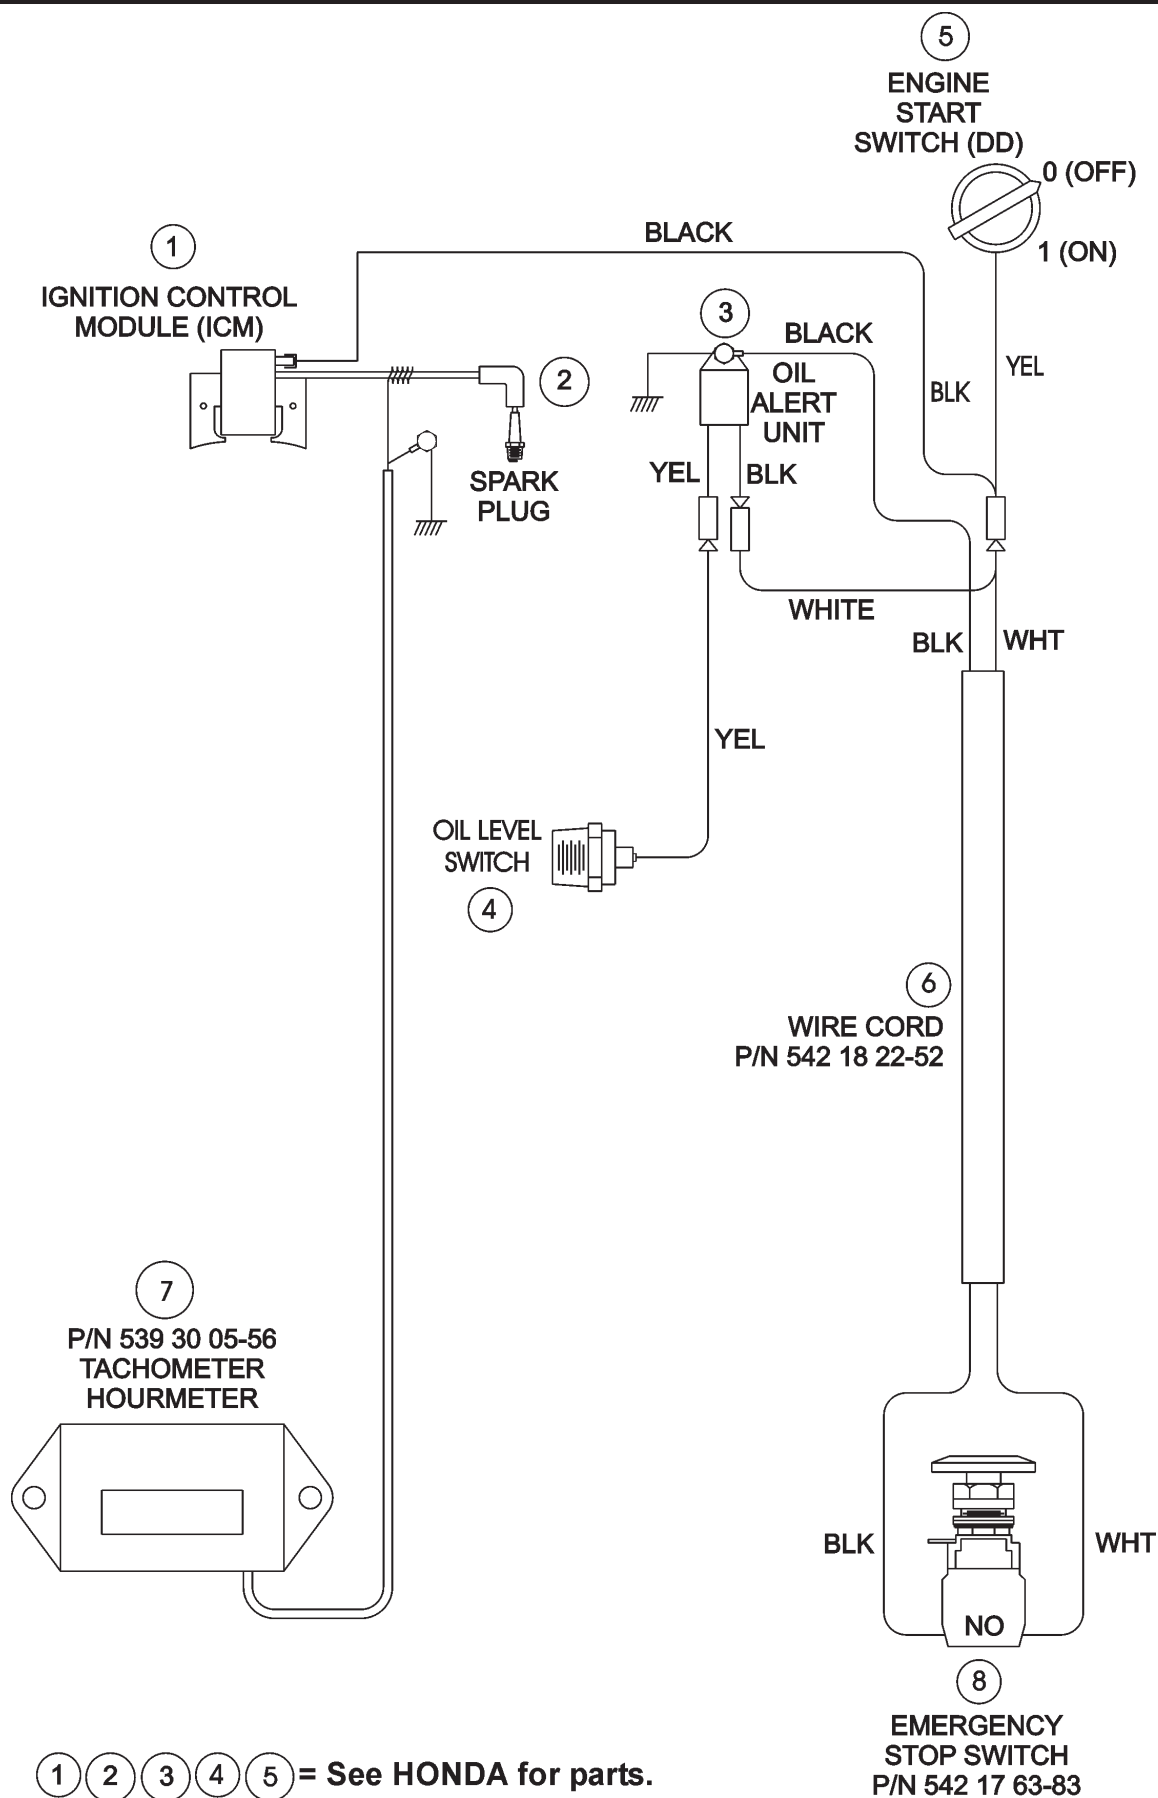 5
ENGINE
START
SWITCH (DD)
0 (OFF)
1 (ON)
BLACK
1
IGNITION CONTROL
MODULE (ICM)
3
BLACK
YEL
2
OIL
ALERT
UNIT
BLK
SPARK
PLUG
YEL
BLK
WHITE
BLK
WHT
YEL
OIL LEVEL
SWITCH
4
6
WIRE CORD
P/N 542 18 22-52
7
P/N 539 30 05-56
TACHOMETER
HOURMETER
BLK
WHT
NO
8
EMERGENCY
STOP SWITCH
P/N 542 17 63-83
1 2 3 4 5 = See HONDA for parts.